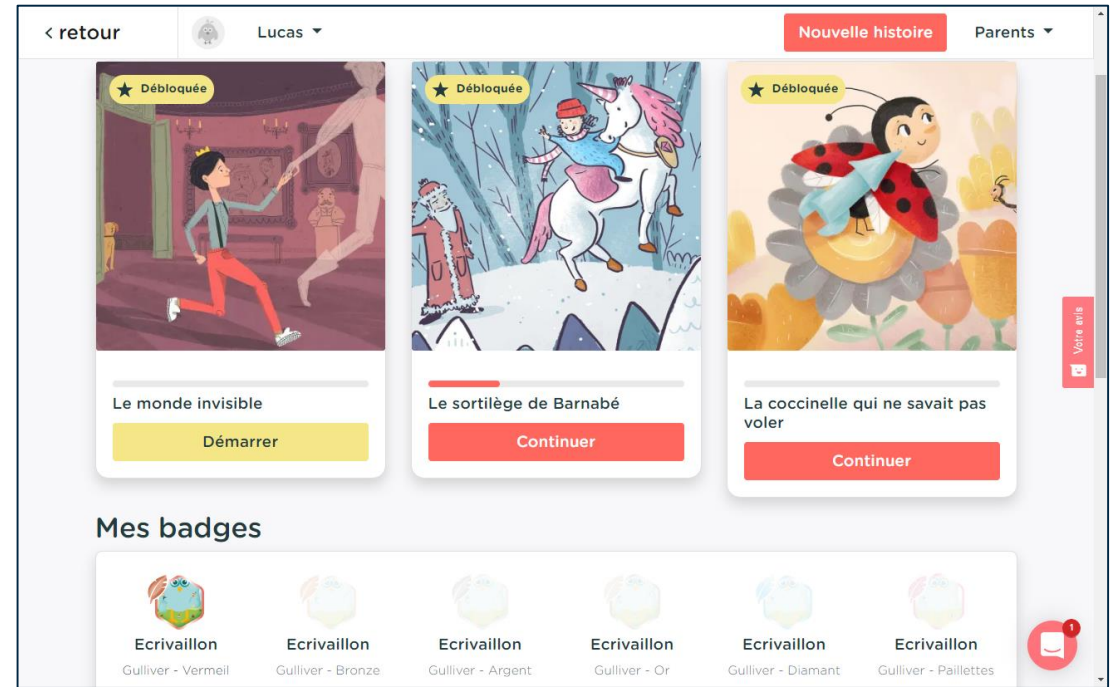 < retour
Lucas
Nouvelle histoire
Parents
Débloquée
Débloquée
Débloquée
Le monde invisible
Démarrer
Le sortilège de Barnabé
Continuer
La coccinelle qui ne savait pas
voler
Continuer
Votre avis
Mes badges
Ecrivaillon
Gulliver - Vermeil
Ecrivaillon
Gulliver - Bronze
Ecrivaillon
Gulliver - Argent
Ecrivaillon
Gulliver - Or
Ecrivaillon
Gulliver - Diamant
Ecrivaillon
Gulliver - Paillettes
1